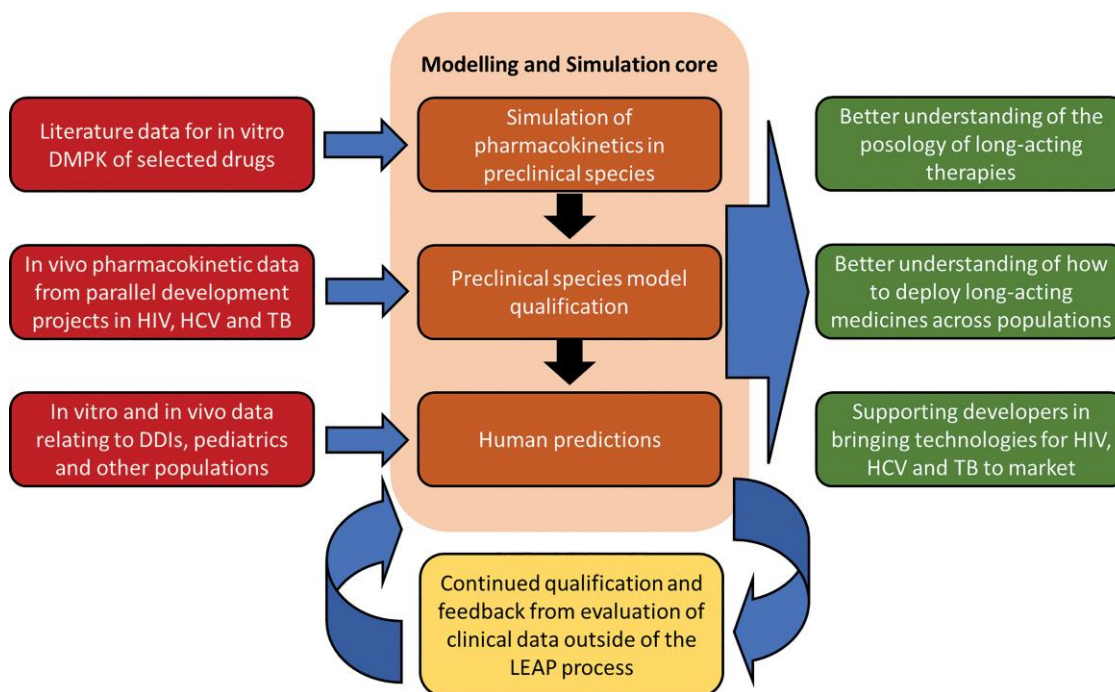 Modelling and Simulation core
Literature data for in vitro
DMPK of selected drugs
Simulation of
pharmacokinetics in
preclinical species
Better understanding of the
posology of long-acting
therapies
In vivo pharmacokinetic data
from parallel development
projects in HIV, HCV and TB
Preclinical species model
qualification
Better understanding of how
to deploy long-acting
medicines across populations
In vitro and in vivo data
relating to DDIs, pediatrics
and other populations
Human predictions
Supporting developers in
bringing technologies for HIV,
HCV and TB to market
Continued qualification and
feedback from evaluation of
clinical data outside of the
LEAP process